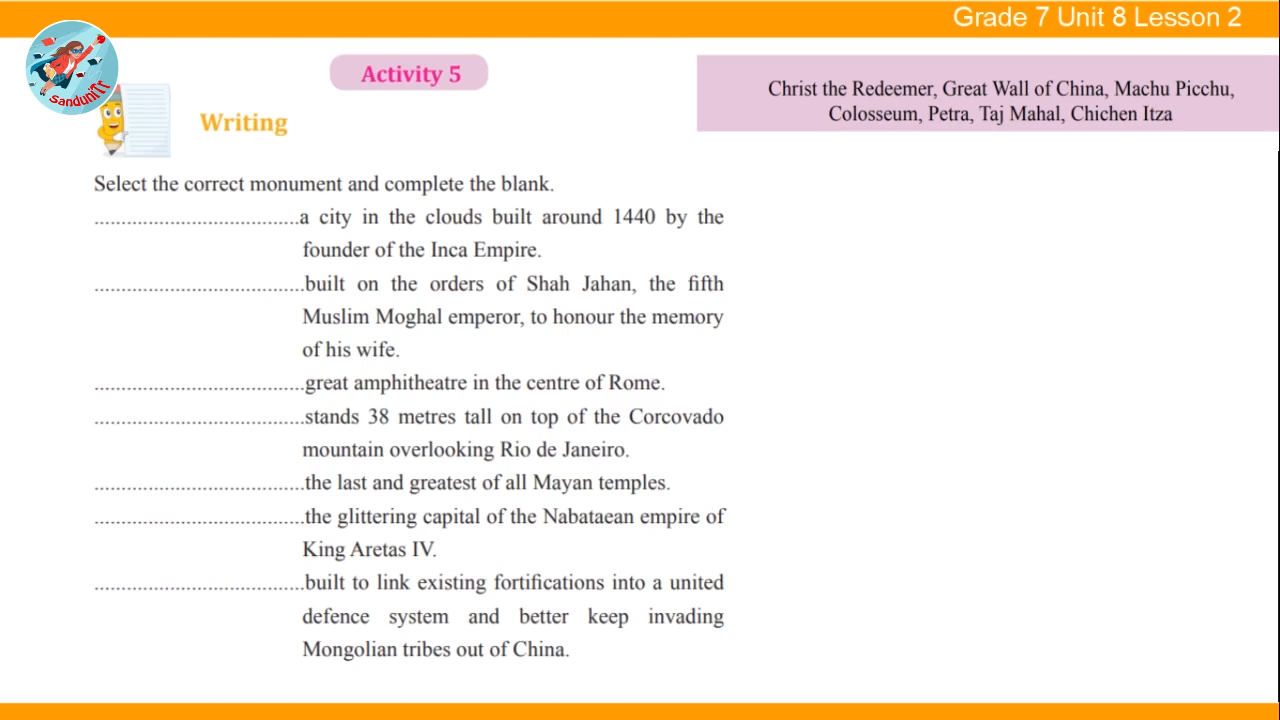 Grade 7 Unit 8 Lesson 2
SanduniTr
Activity 5
Writing
Christ the Redeemer, Great Wall of China, Machu Picchu,
Colosseum, Petra, Taj Mahal, Chichen Itza
Select the correct monument and complete the blank.
.......................................a city in the clouds built around 1440 by the
founder of the Inca Empire.
........................................built on the orders of Shah Jahan, the fifth
Muslim Moghal emperor, to honour the memory
of his wife.
........................................great amphitheatre in the centre of Rome.
........................................stands 38 metres tall on top of the Corcovado
mountain overlooking Rio de Janeiro.
........................................the last and greatest of all Mayan temples.
........................................the glittering capital of the Nabataean empire of
King Aretas IV.
........................................built to link existing fortifications into a united
defence system and better keep invading
Mongolian tribes out of China.